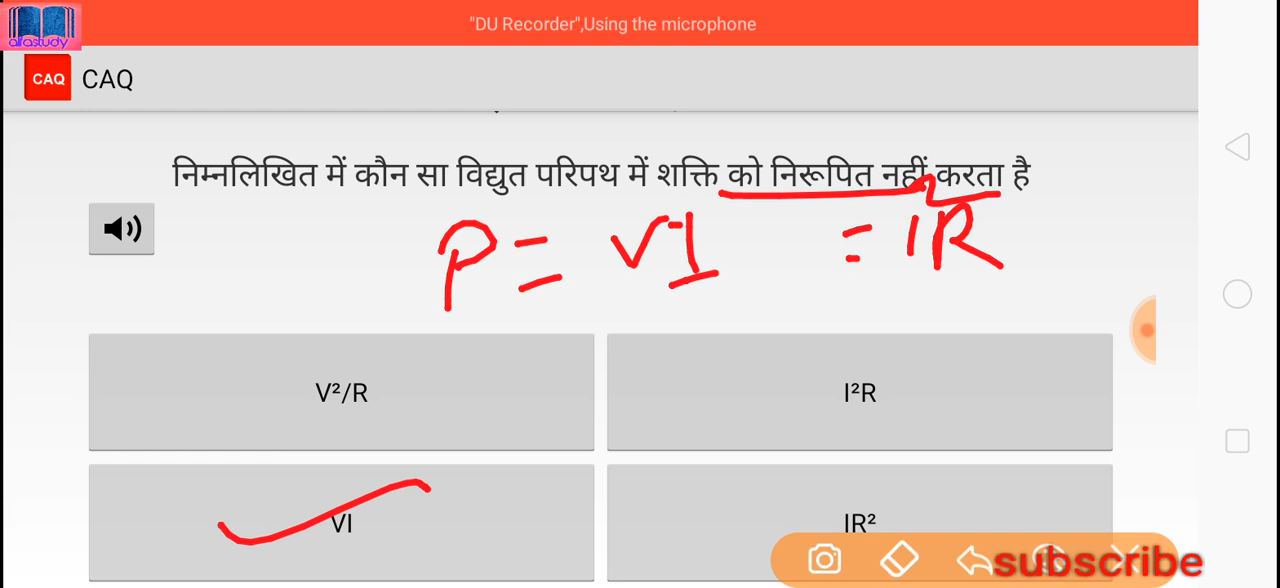 "DU Recorder",Using the microphone
alfastudy
CAQ CAQ
निम्नलिखित में कौन सा विद्युत परिपथ में शक्ति को निरूपित नहीं करता है
P = VI = IR
V²/R
I²R
VI
IR²
subscribe